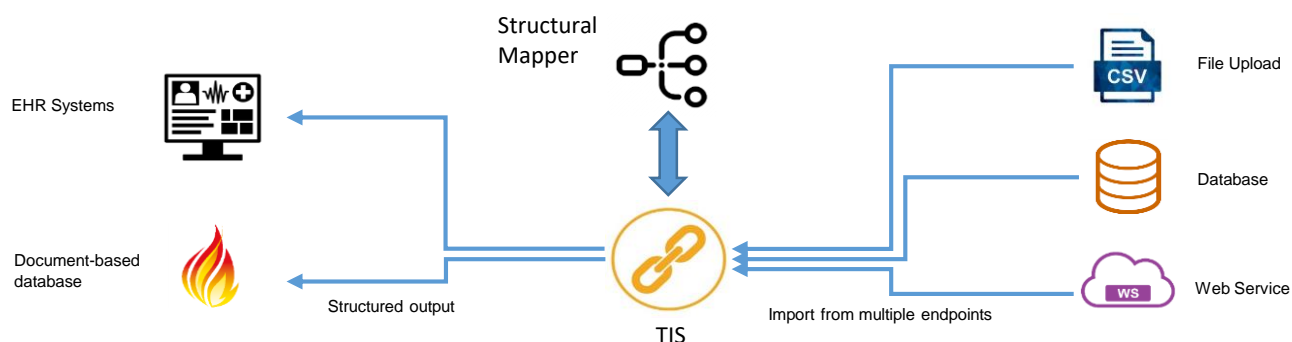 Structural
Mapper
EHR Systems
CSV
File Upload
Database
Document-based
database
Structured output
TIS
Import from multiple endpoints
WS
Web Service